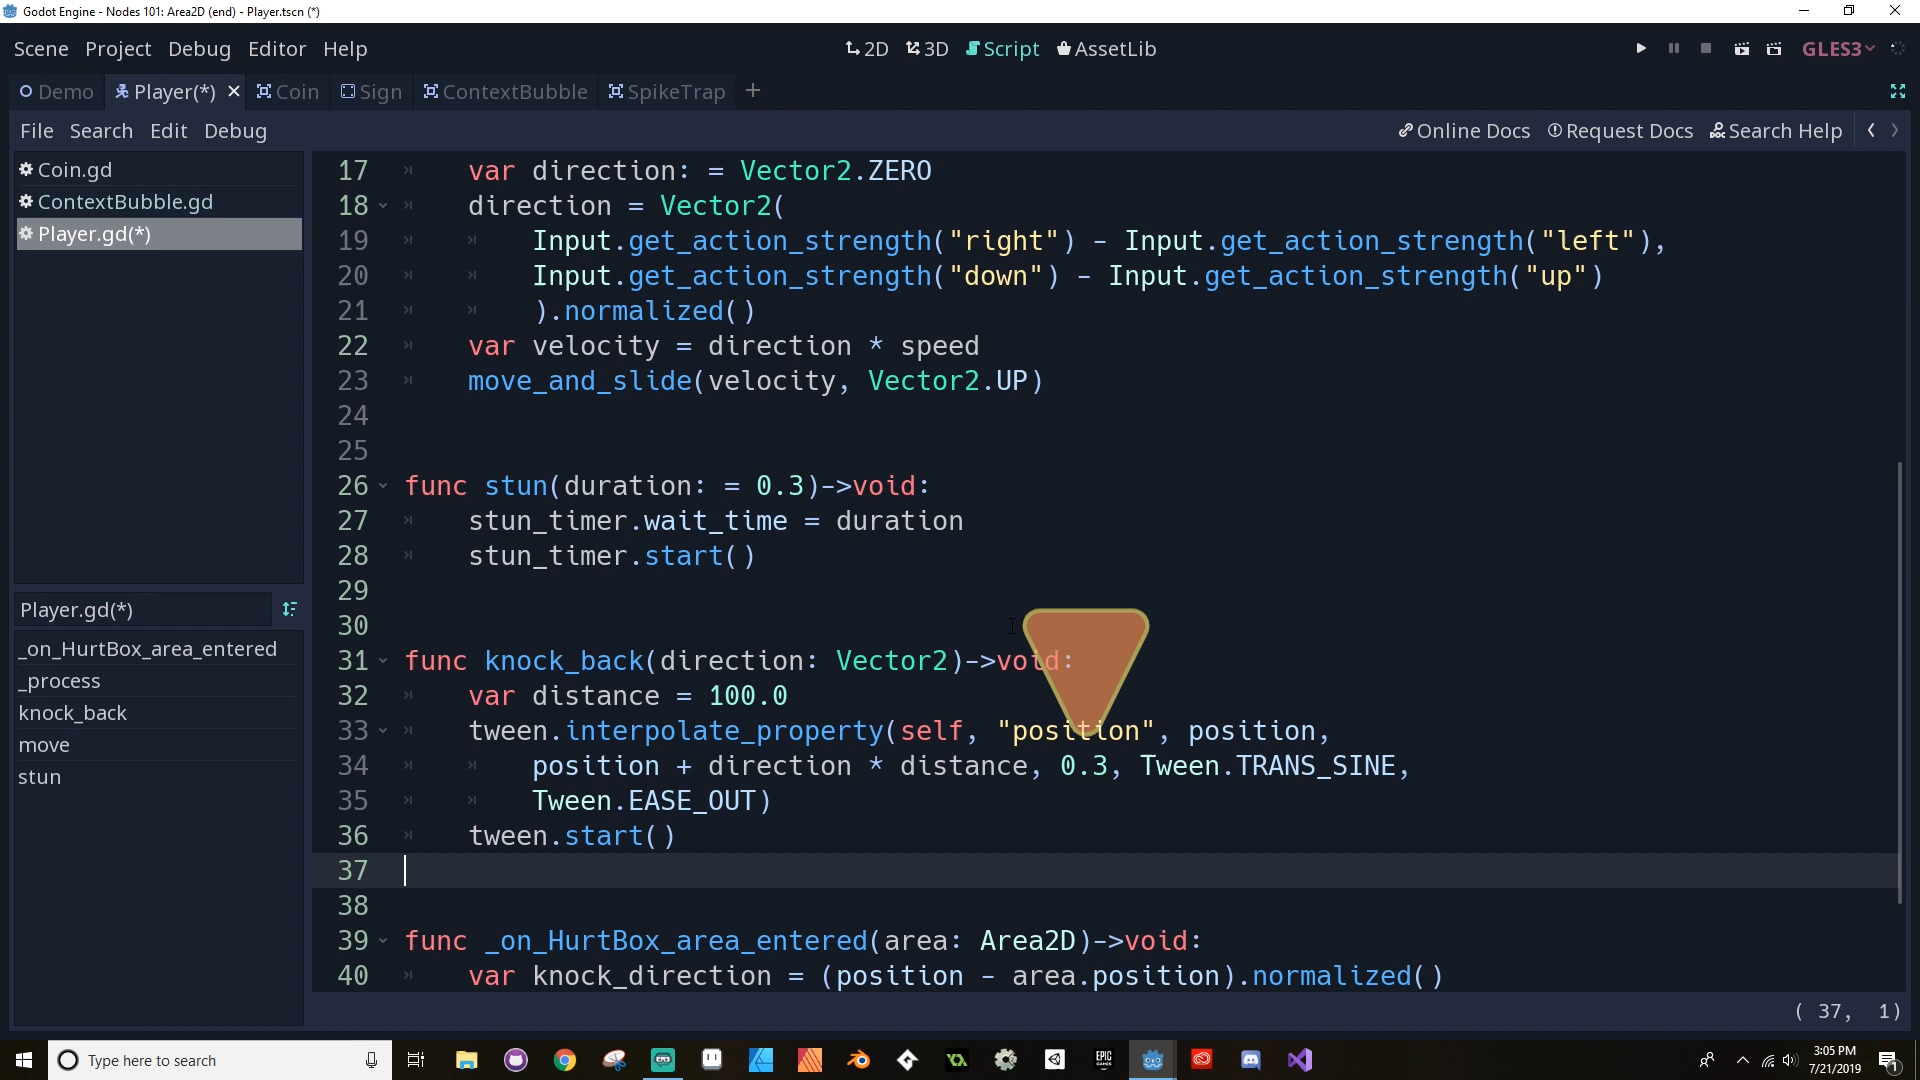 Godot Engine - Nodes 101: Area2D (end) - Player.tscn (*)
Scene Project Debug Editor Help
2D 3D Script AssetLib
GLES3
Demo Player(*) Coin Sign ContextBubble SpikeTrap
File Search Edit Debug
Online Docs Request Docs Search Help
Coin.gd
ContextBubble.gd
Player.gd(*)
Player.gd(*)
_on_HurtBox_area_entered
_process
knock_back
move
stun
17 var direction: = Vector2.ZERO
18 direction = Vector2(
19 Input.get_action_strength("right") - Input.get_action_strength("left"),
20 Input.get_action_strength("down") - Input.get_action_strength("up")
21 ).normalized()
22 var velocity = direction * speed
23 move_and_slide(velocity, Vector2.UP)
24
25
26 func stun(duration: = 0.3)->void:
27 stun_timer.wait_time = duration
28 stun_timer.start()
29
30
31 func knock_back(direction: Vector2)->void:
32 var distance = 100.0
33 tween.interpolate_property(self, "position", position,
34 position + direction * distance, 0.3, Tween.TRANS_SINE,
35 Tween.EASE_OUT)
36 tween.start()
37
38
39 func _on_HurtBox_area_entered(area: Area2D)->void:
40 var knock_direction = (position - area.position).normalized()
( 37, 1)
Type here to search
EPIC GAMES
3:05 PM
7/21/2019
1